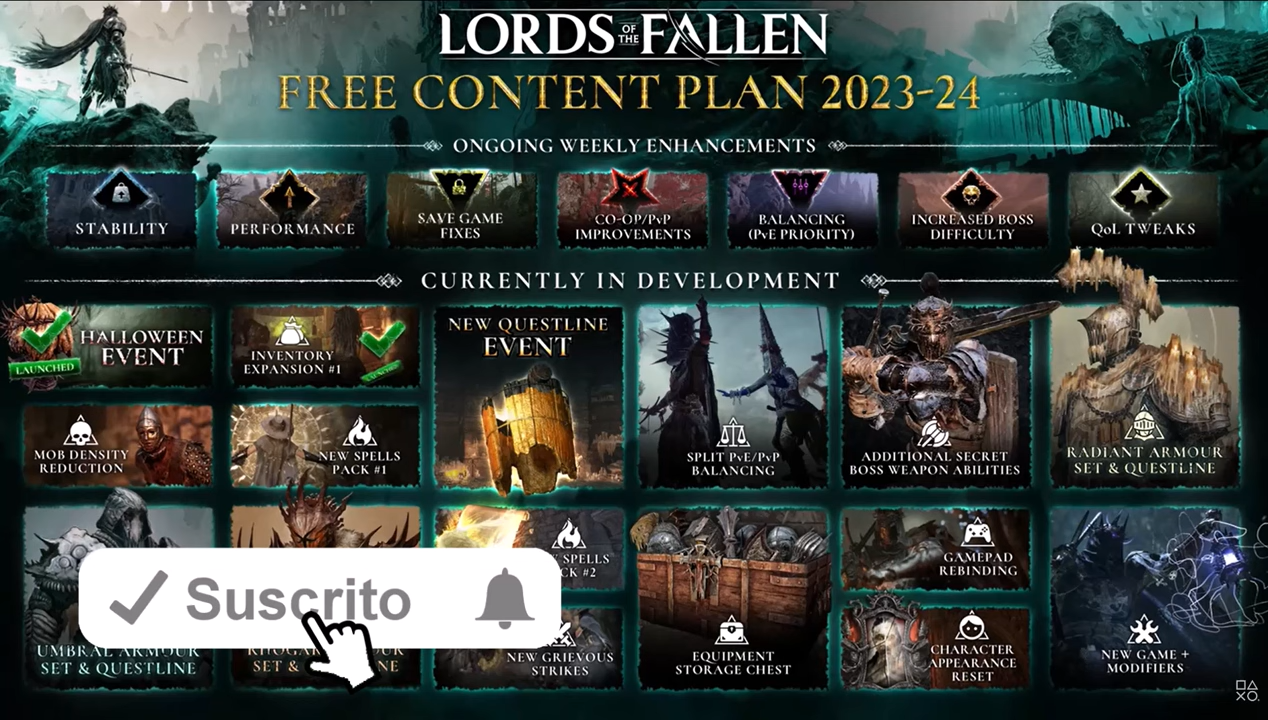 LORDS OF THE FALLEN
FREE CONTENT PLAN 2023-24
ONGOING WEEKLY ENHANCEMENTS
STABILITY
PERFORMANCE
SAVE GAME
FIXES
CO-OP/PvP
IMPROVEMENTS
BALANCING
(PvE PRIORITY)
INCREASED BOSS
DIFFICULTY
QoL TWEAKS
CURRENTLY IN DEVELOPMENT
HALLOWEEN
EVENT
LAUNCHED
INVENTORY
EXPANSION #1
NEW QUESTLINE
EVENT
SPLIT PvE/PvP
BALANCING
ADDITIONAL SECRET
BOSS WEAPON ABILITIES
RADIANT ARMOUR
SET & QUESTLINE
MOB DENSITY
REDUCTION
NEW SPELLS
PACK #1
UMBRAL ARMOUR
SET & QUESTLINE
SET &
SPELLS
#2
NEW GRIEVOUS
STRIKES
EQUIPMENT
STORAGE CHEST
GAMEPAD
REBINDING
CHARACTER
APPEARANCE
RESET
NEW GAME +
MODIFIERS
Suscrito